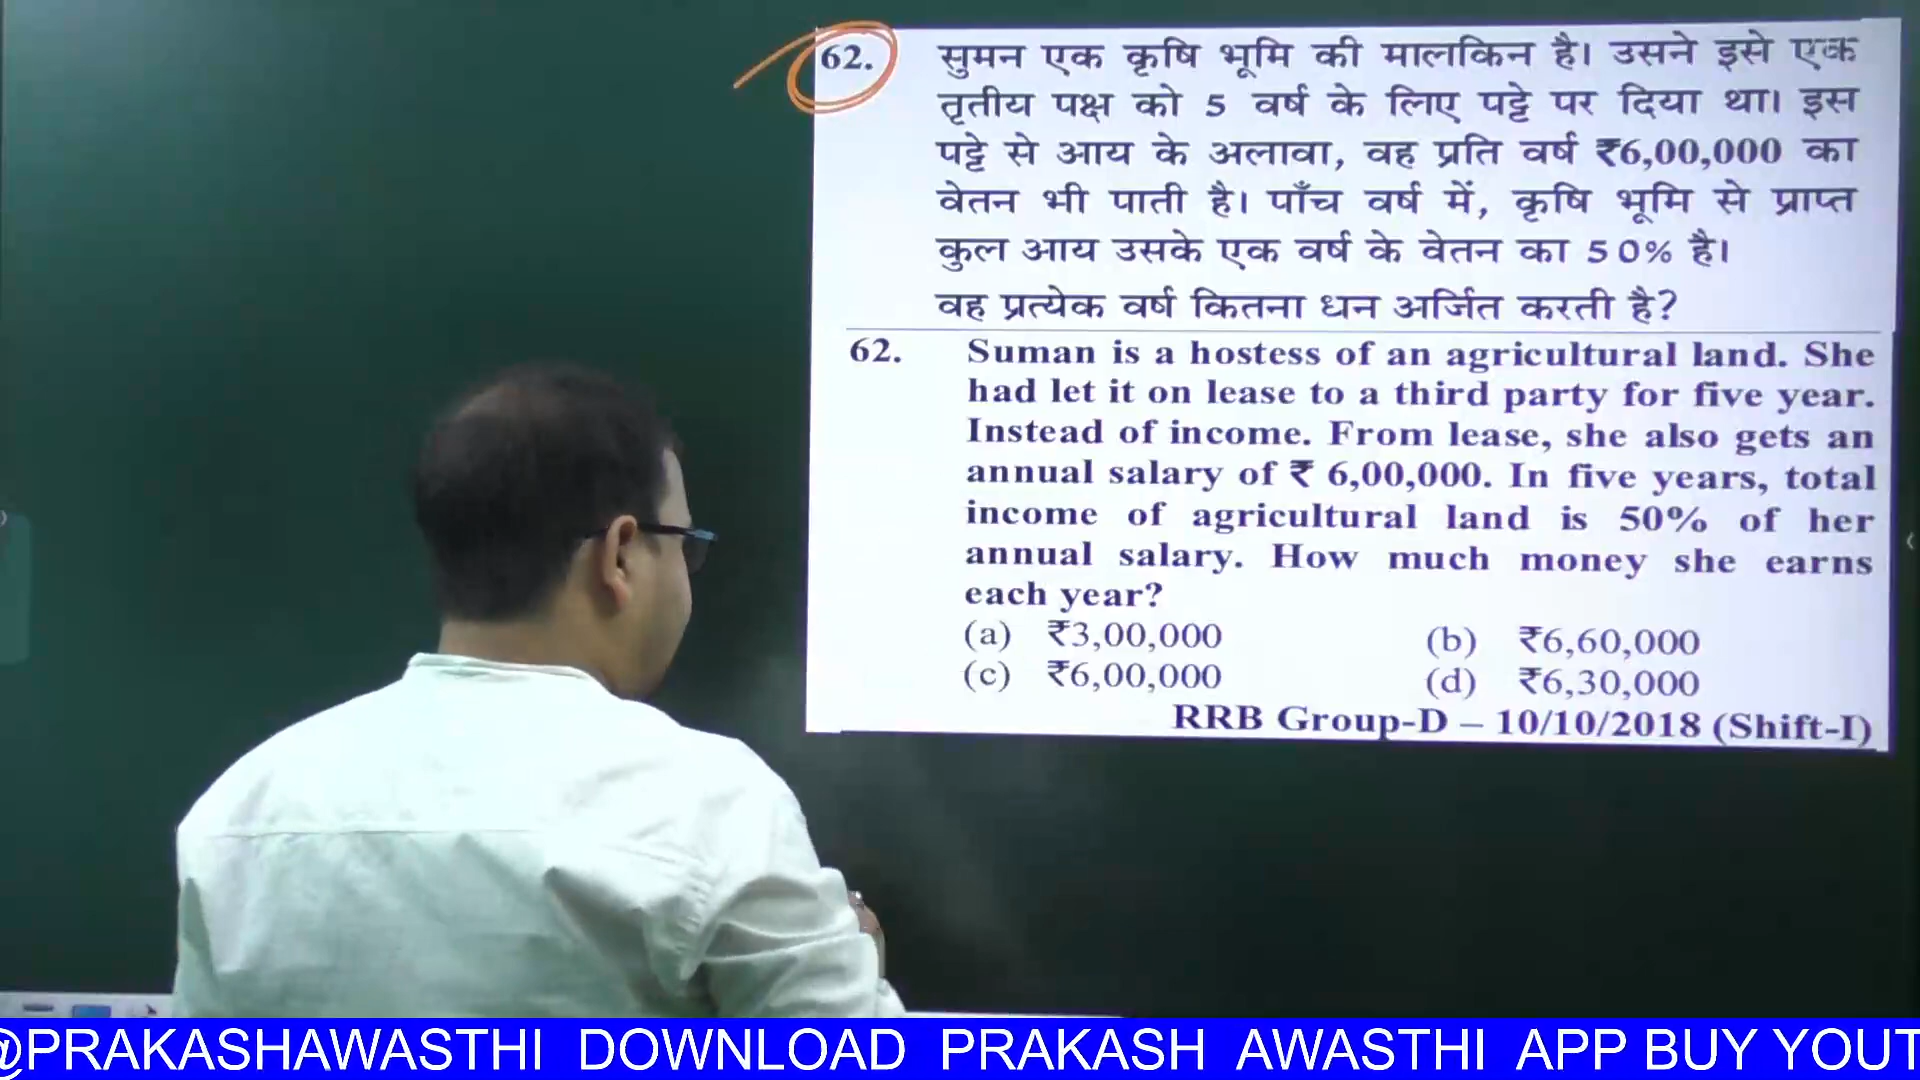 62. सुमन एक कृषि भूमि की मालकिन है। उसने इसे एक
तृतीय पक्ष को 5 वर्ष के लिए पट्टे पर दिया था। इस
पट्टे से आय के अलावा, वह प्रति वर्ष ₹6,00,000 का
वेतन भी पाती है। पाँच वर्ष में, कृषि भूमि से प्राप्त
कुल आय उसके एक वर्ष के वेतन का 50% है।
वह प्रत्येक वर्ष कितना धन अर्जित करती है?
62. Suman is a hostess of an agricultural land. She
had let it on lease to a third party for five year.
Instead of income. From lease, she also gets an
annual salary of ₹ 6,00,000. In five years, total
income of agricultural land is 50% of her
annual salary. How much money she earns
each year?
(a) ₹3,00,000 (b) ₹6,60,000
(c) ₹6,00,000 (d) ₹6,30,000
RRB Group-D – 10/10/2018 (Shift-I)
@PRAKASHAWASTHI DOWNLOAD PRAKASH AWASTHI APP BUY YOUT